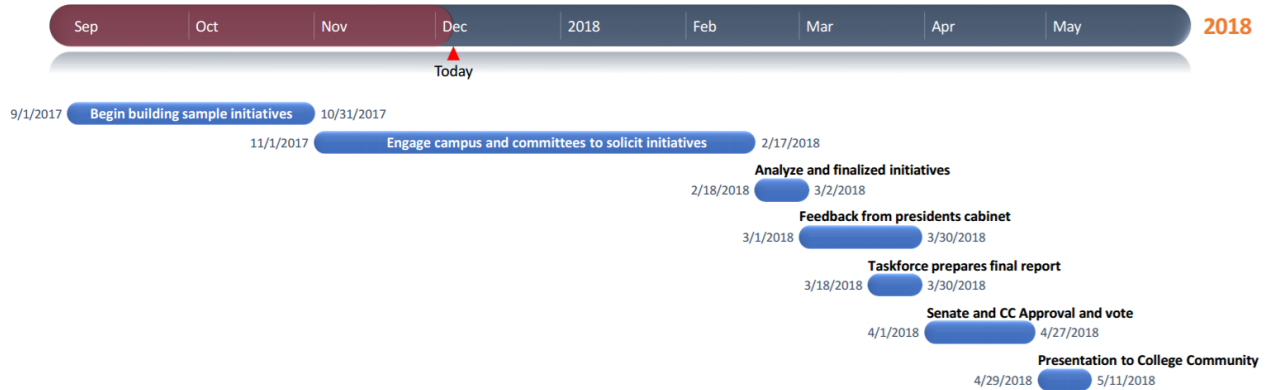 Sep Oct Nov Dec 2018 Feb Mar Apr May 2018
Today
9/1/2017 Begin building sample initiatives 10/31/2017
11/1/2017 Engage campus and committees to solicit initiatives 2/17/2018
Analyze and finalized initiatives
2/18/2018 3/2/2018
Feedback from presidents cabinet
3/1/2018 3/30/2018
Taskforce prepares final report
3/18/2018 3/30/2018
Senate and CC Approval and vote
4/1/2018 4/27/2018
Presentation to College Community
4/29/2018 5/11/2018